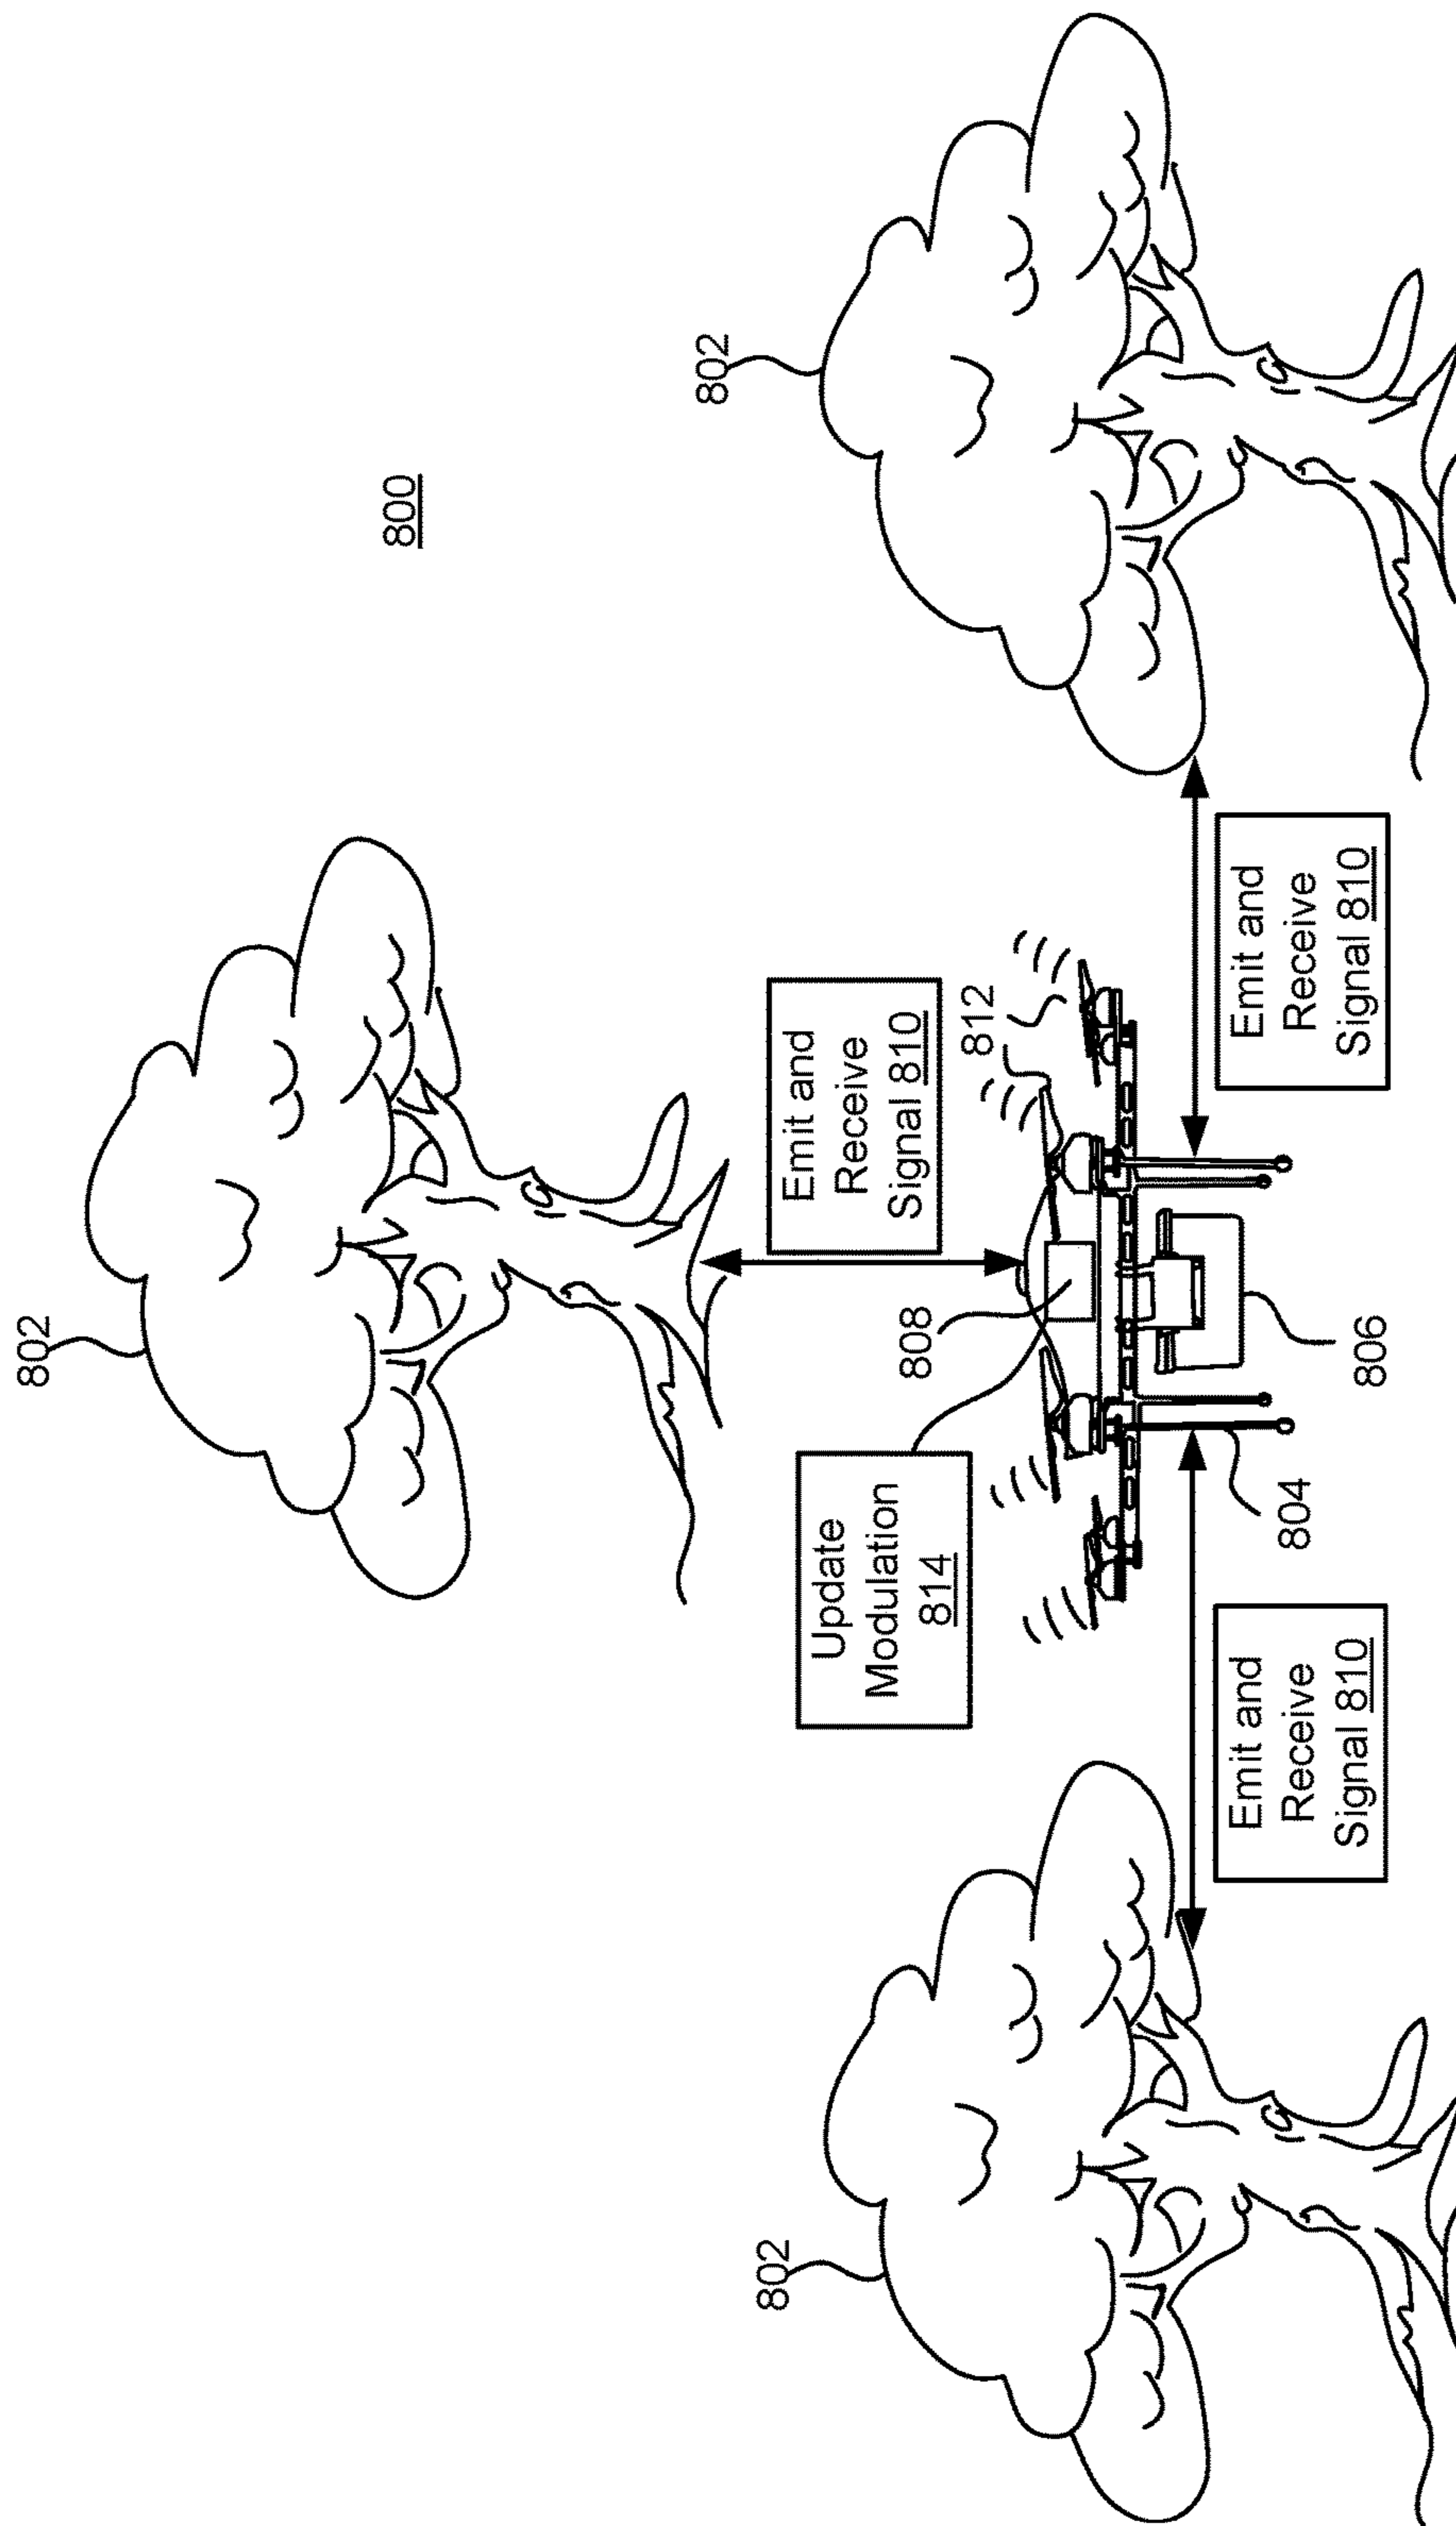 800
802
802
802
Emit and
Receive
Signal 810
Update
Modulation
814
808
812
Emit and
Receive
Signal 810
Emit and
Receive
Signal 810
804
806